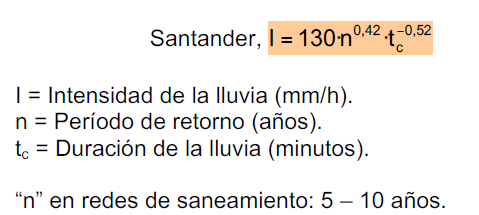 Santander, I = 130·n^0,42·t_c^−0,52
I = Intensidad de la lluvia (mm/h).
n = Período de retorno (años).
t_c = Duración de la lluvia (minutos).
“n” en redes de saneamiento: 5 – 10 años.